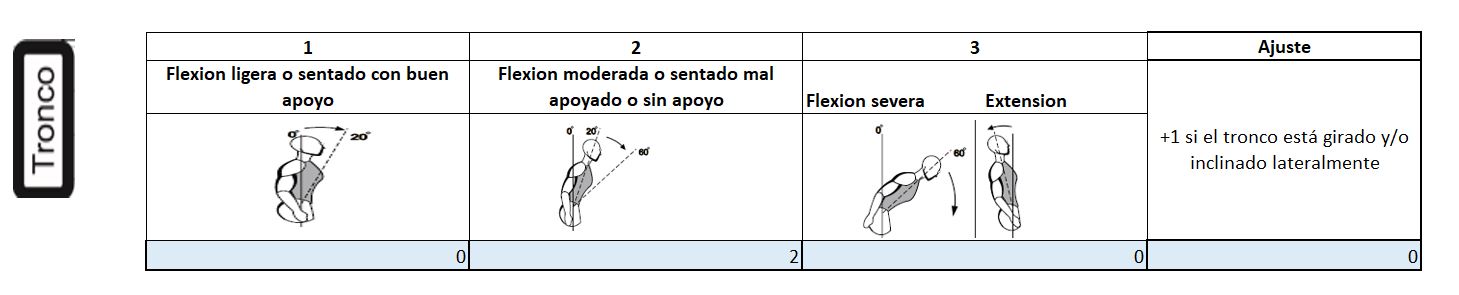 Tronco
1
2
3
Ajuste
Flexion ligera o sentado con buen
apoyo
Flexion moderada o sentado mal
apoyado o sin apoyo
Flexion severa
Extension
+1 si el tronco está girado y/o
inclinado lateralmente
0° 20°
0° 20°
60°
0°
60°
0
2
0
0